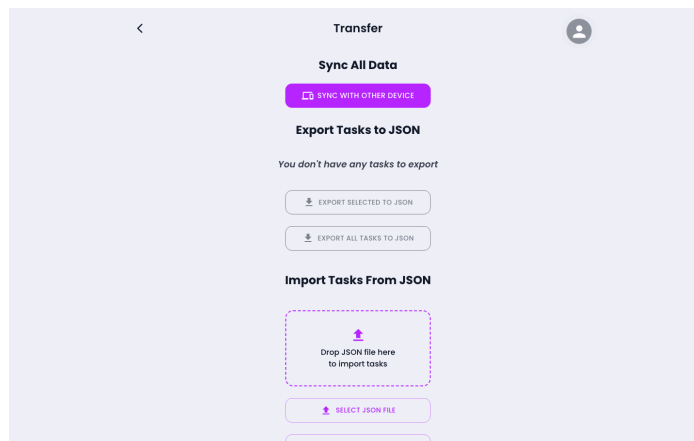 Transfer
Sync All Data
SYNC WITH OTHER DEVICE
Export Tasks to JSON
You don't have any tasks to export
EXPORT SELECTED TO JSON
EXPORT ALL TASKS TO JSON
Import Tasks From JSON
Drop JSON file here
to import tasks
SELECT JSON FILE